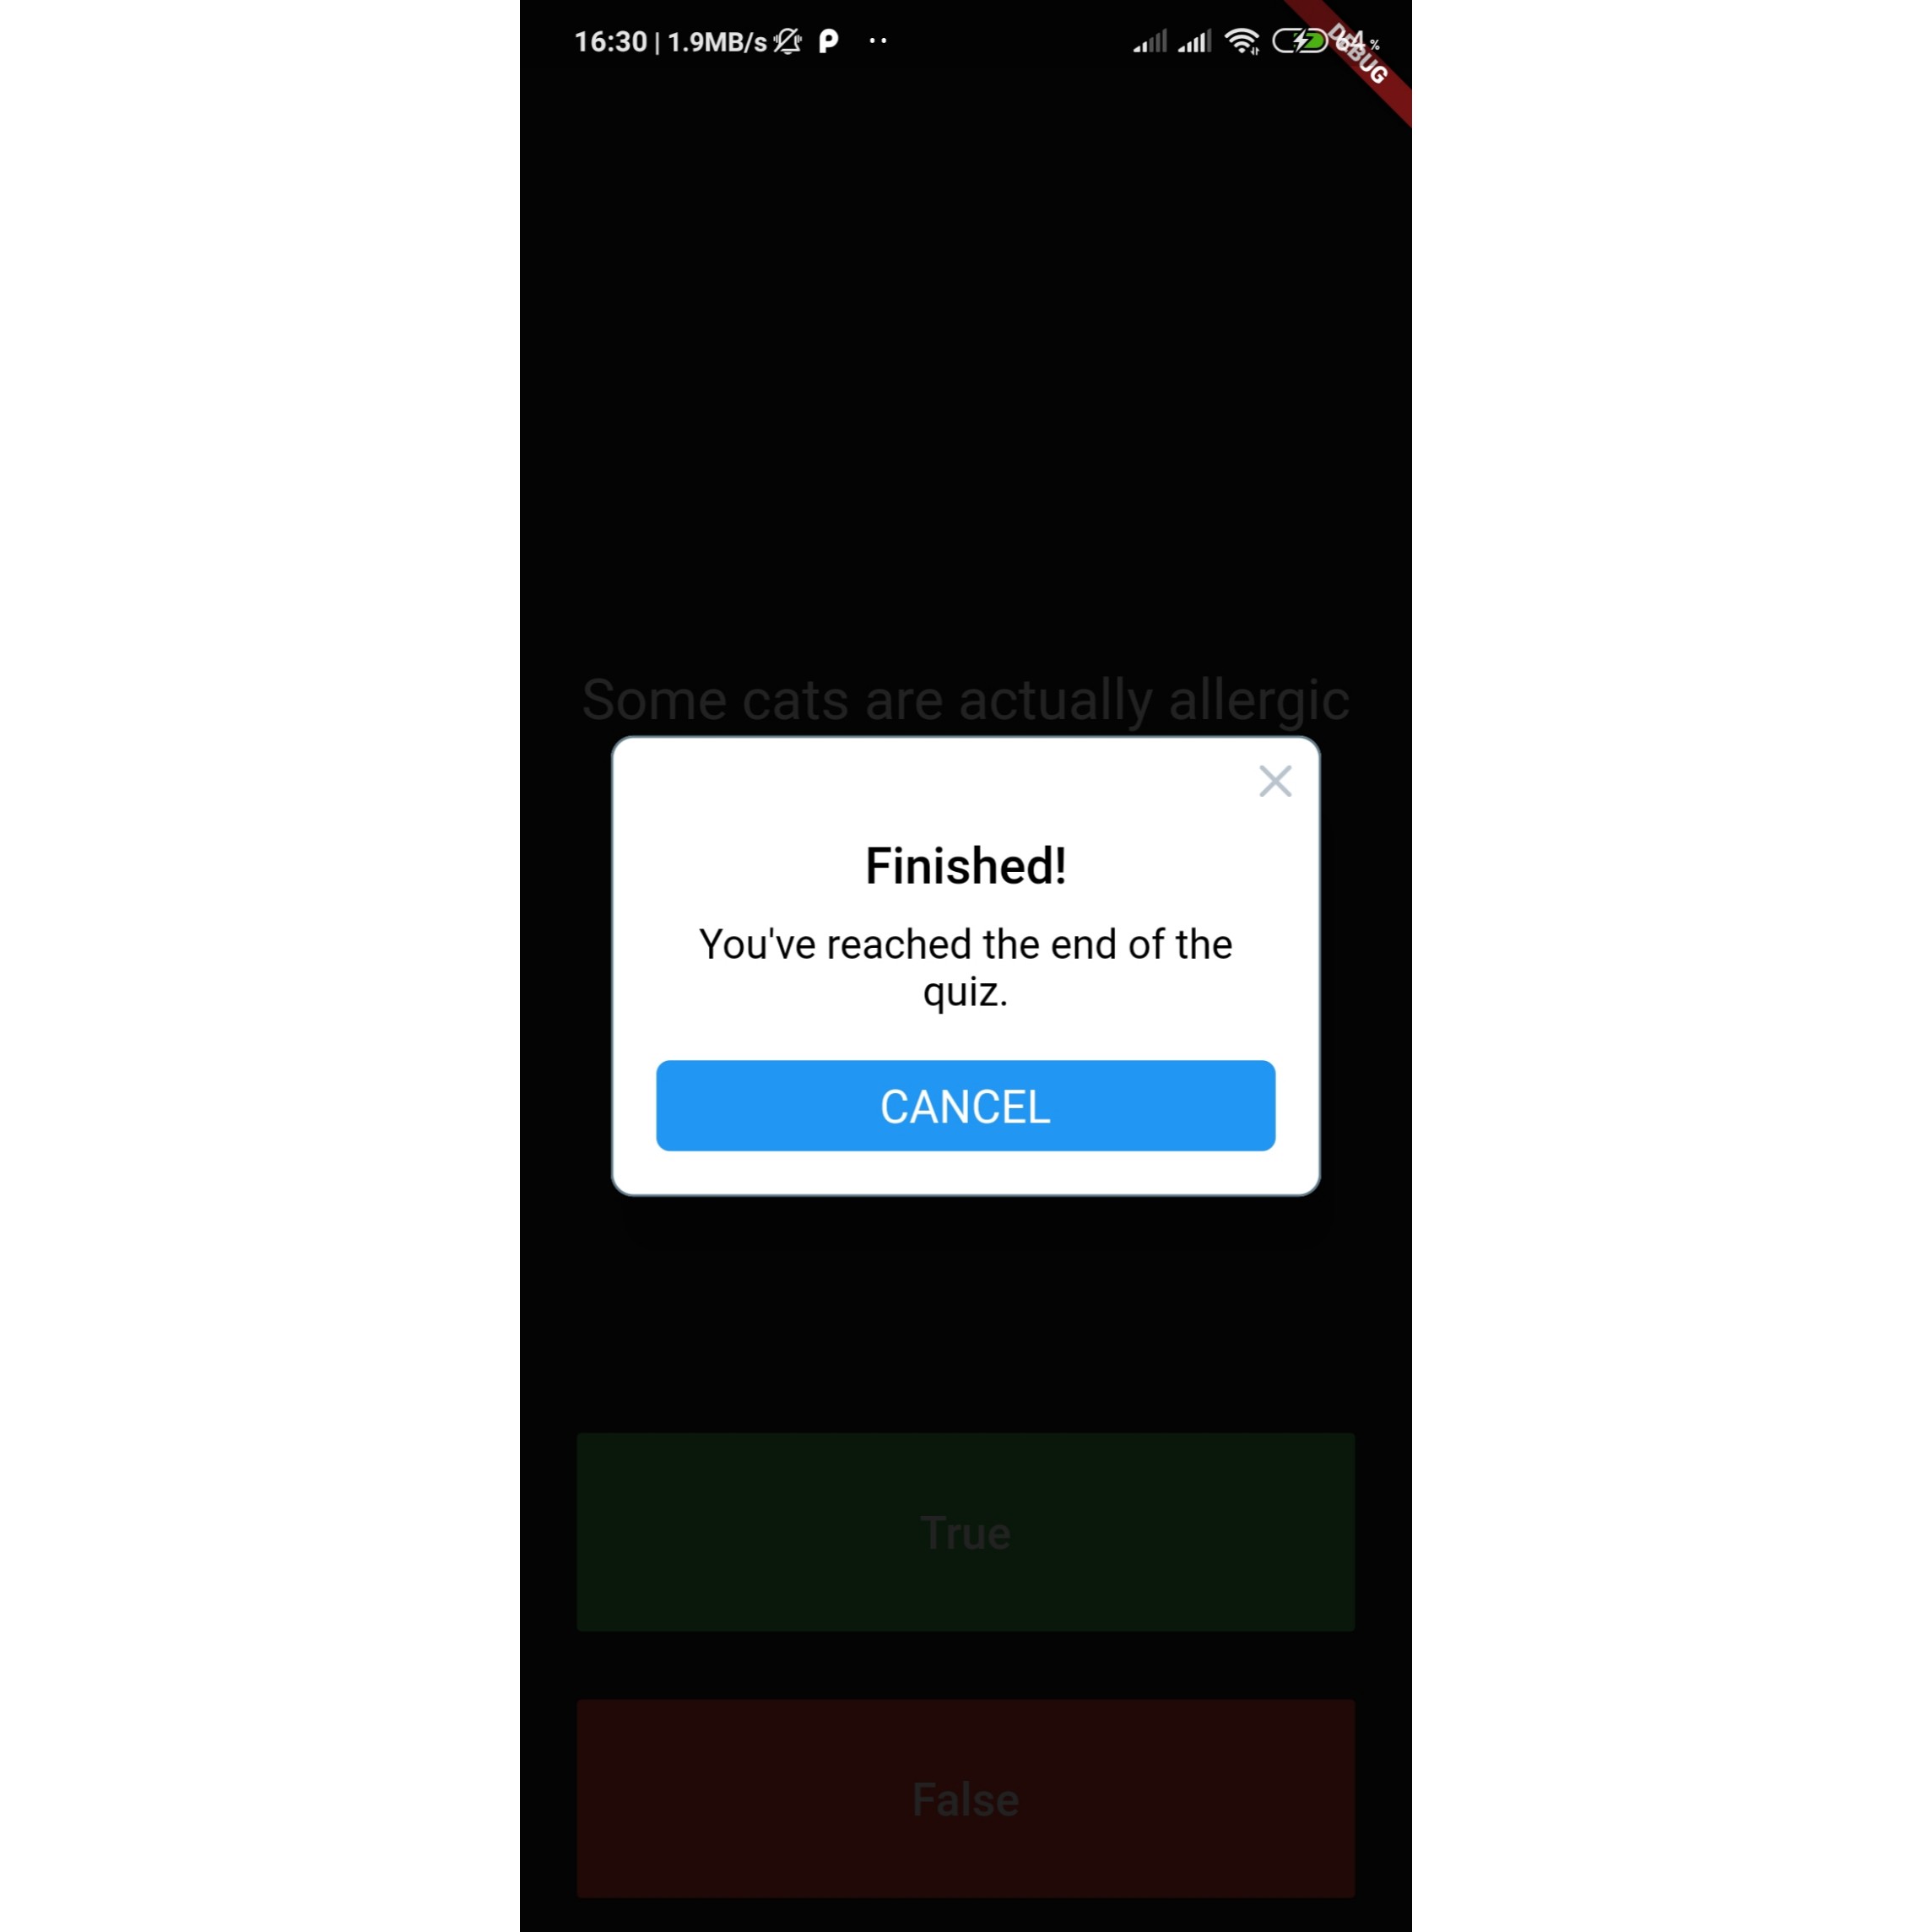 16:30 | 1.9MB/s
64%
DEBUG
Some cats are actually allergic
Finished!
You've reached the end of the
quiz.
CANCEL
True
False